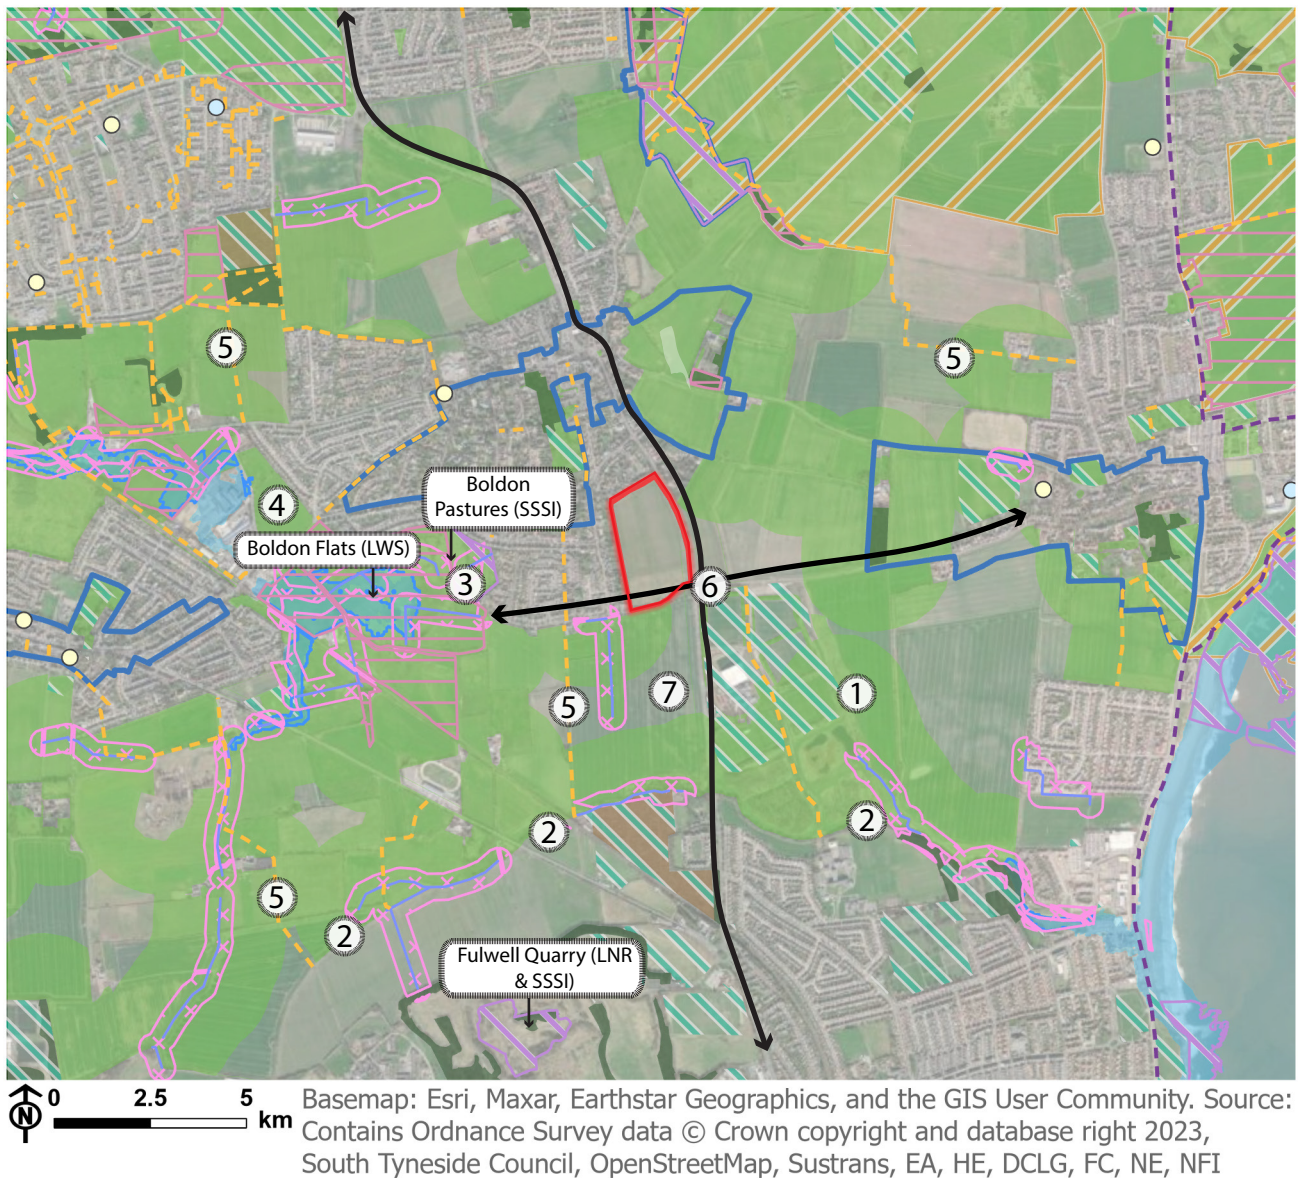 5
5
Boldon
Pastures (SSSI)
4
Boldon Flats (LWS)
3
6
5
7
1
2
2
5
2
Fulwell Quarry (LNR
& SSSI)
N
0 2.5 5
km
Basemap: Esri, Maxar, Earthstar Geographics, and the GIS User Community. Source:
Contains Ordnance Survey data © Crown copyright and database right 2023,
South Tyneside Council, OpenStreetMap, Sustrans, EA, HE, DCLG, FC, NE, NFI